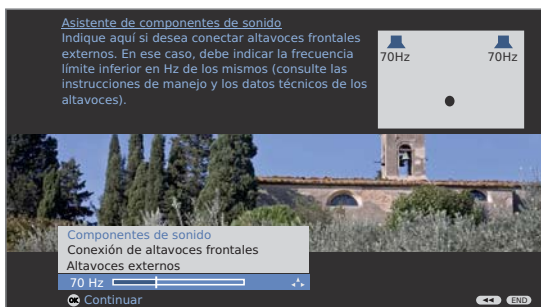 Asistente de componentes de sonido
Indique aquí si desea conectar altavoces frontales
externos. En ese caso, debe indicar la frecuencia
límite inferior en Hz de los mismos (consulte las
instrucciones de manejo y los datos técnicos de los
altavoces).
70Hz 70Hz
Componentes de sonido
Conexión de altavoces frontales
Altavoces externos
70 Hz
OK Continuar
END